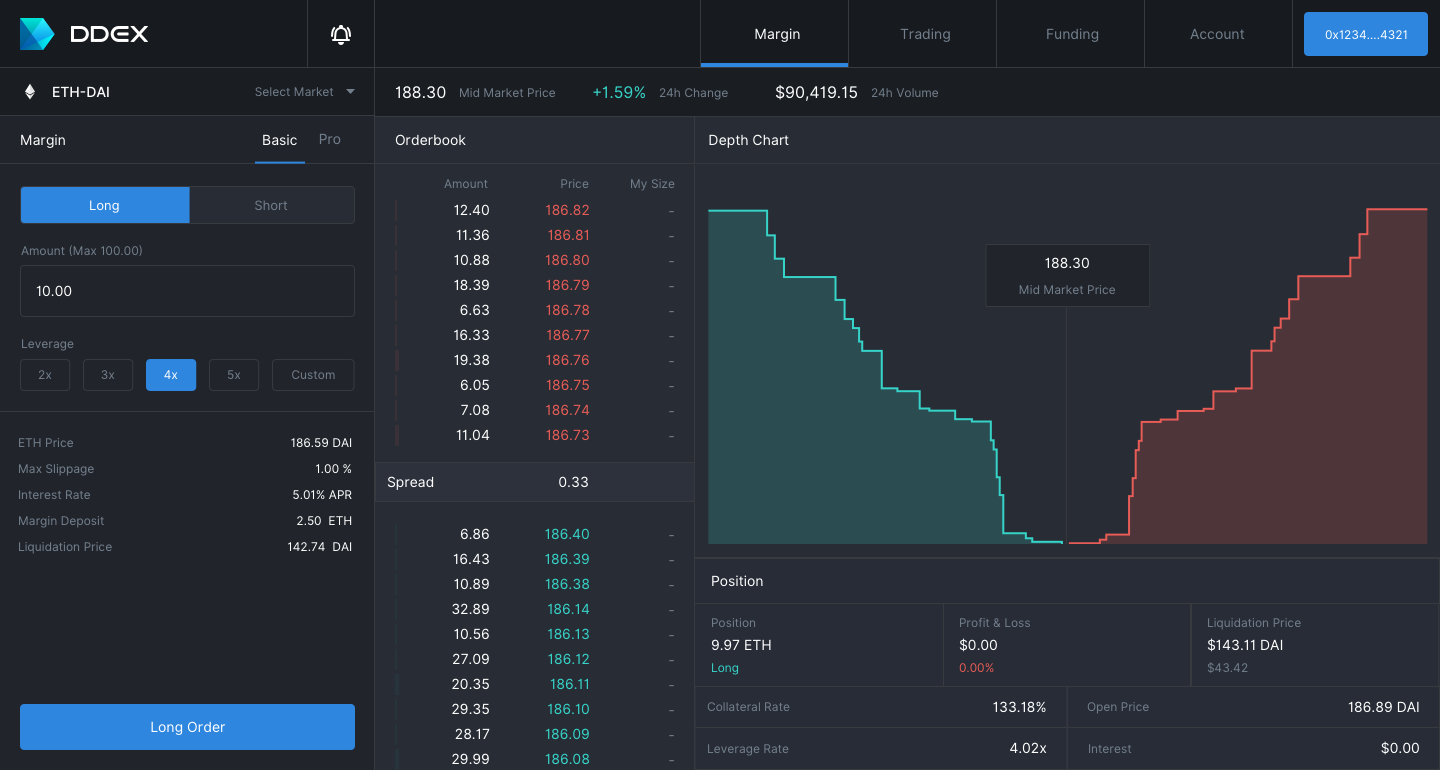 DDEX
Margin
Trading
Funding
Account
0x1234....4321
ETH-DAI
Select Market
188.30 Mid Market Price
+1.59% 24h Change
$90,419.15 24h Volume
Margin
Basic
Pro
Long
Short
Amount (Max 100.00)
10.00
Leverage
2x
3x
4x
5x
Custom
ETH Price 186.59 DAI
Max Slippage 1.00 %
Interest Rate 5.01% APR
Margin Deposit 2.50 ETH
Liquidation Price 142.74 DAI
Long Order
Orderbook
Amount Price My Size
12.40 186.82 -
11.36 186.81 -
10.88 186.80 -
18.39 186.79 -
6.63 186.78 -
16.33 186.77 -
19.38 186.76 -
6.05 186.75 -
7.08 186.74 -
11.04 186.73 -
Spread 0.33
6.86 186.40 -
16.43 186.39 -
10.89 186.38 -
32.89 186.14 -
10.56 186.13 -
27.09 186.12 -
20.35 186.11 -
29.35 186.10 -
28.17 186.09 -
29.99 186.08 -
Depth Chart
188.30
Mid Market Price
Position
Position
9.97 ETH
Long
Profit & Loss
$0.00
0.00%
Liquidation Price
$143.11 DAI
$43.42
Collateral Rate 133.18%
Open Price 186.89 DAI
Leverage Rate 4.02x
Interest $0.00